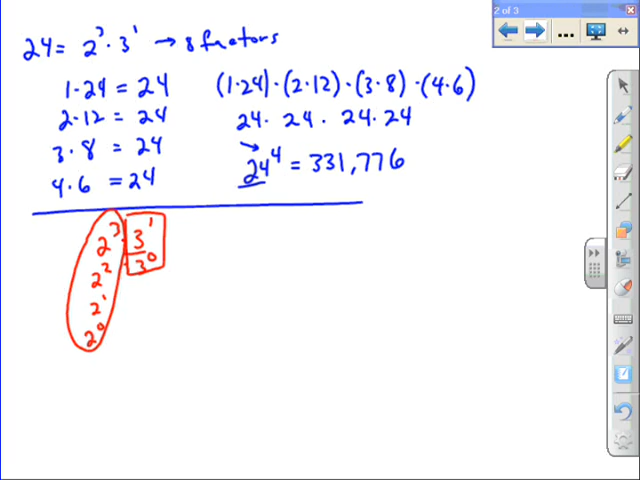 2 of 3
24 = 2³ · 3¹ → 8 factors
1 · 24 = 24 (1·24) · (2·12) · (3·8) · (4·6)
2 · 12 = 24 24 · 24 · 24 · 24
3 · 8 = 24
4 · 6 = 24 24⁴ = 331,776
2³ · 3¹
2² · 3⁰
2¹
2⁰